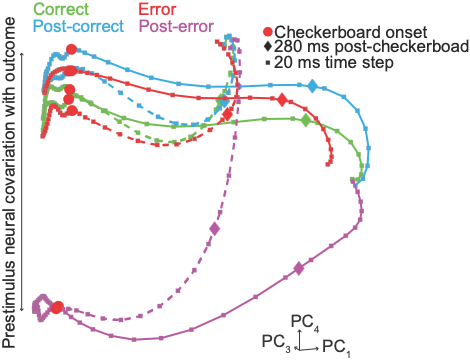 Correct Error
Post-correct Post-error
Checkerboard onset
280 ms post-checkerboad
20 ms time step
Prestimulus neural covariation with outcome
PC4
PC3 PC1